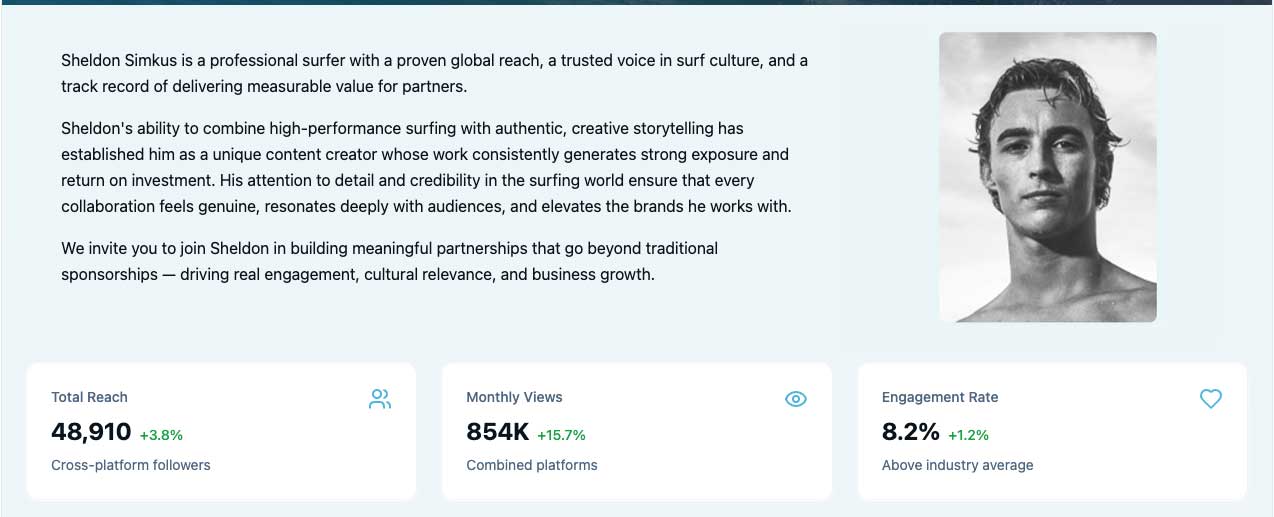 Sheldon Simkus is a professional surfer with a proven global reach, a trusted voice in surf culture, and a
track record of delivering measurable value for partners.
Sheldon's ability to combine high-performance surfing with authentic, creative storytelling has
established him as a unique content creator whose work consistently generates strong exposure and
return on investment. His attention to detail and credibility in the surfing world ensure that every
collaboration feels genuine, resonates deeply with audiences, and elevates the brands he works with.
We invite you to join Sheldon in building meaningful partnerships that go beyond traditional
sponsorships — driving real engagement, cultural relevance, and business growth.
Total Reach
48,910 +3.8%
Cross-platform followers
Monthly Views
854K +15.7%
Combined platforms
Engagement Rate
8.2% +1.2%
Above industry average